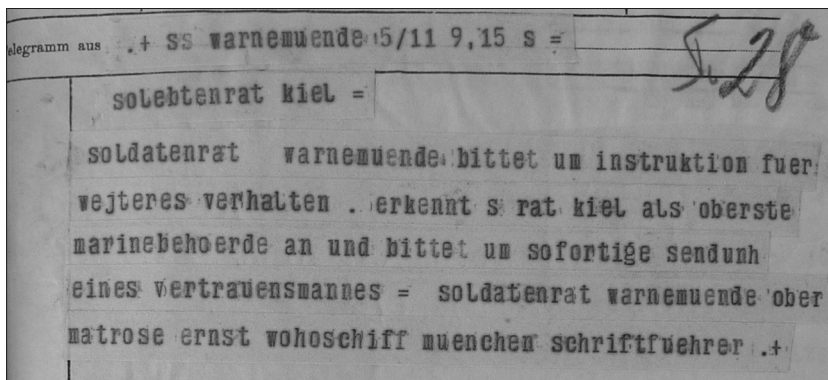 Telegramm aus .+ ss warnemuende 5/11 9,15 s =
28
solebtenrat kiel =
soldatenrat warnemuende bittet um instruktion fuer
wejteres verhalten . erkennt s rat kiel als oberste
marinebehoerde an und bittet um sofortige sendunh
eines vertrauensmannes = soldatenrat warnemuende ober
matrose ernst wohoschiff muenchen schriftfuehrer .+